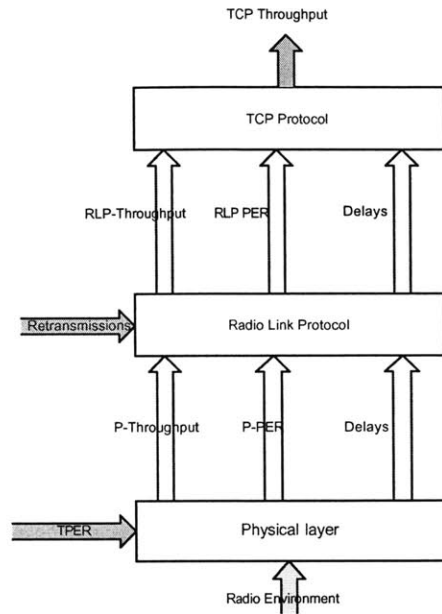 TCP Throughput
TCP Protocol
RLP-Throughput RLP PER Delays
Retransmissions
Radio Link Protocol
P-Throughput P-PER Delays
TPER
Physical layer
Radio Environment